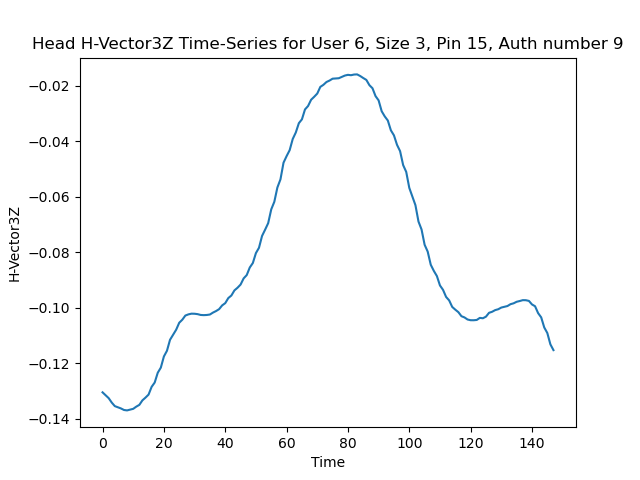 Head H-Vector3Z Time-Series for User 6, Size 3, Pin 15, Auth number 9
−0.02
−0.04
−0.06
−0.08
−0.10
−0.12
−0.14
H-Vector3Z
0 20 40 60 80 100 120 140
Time